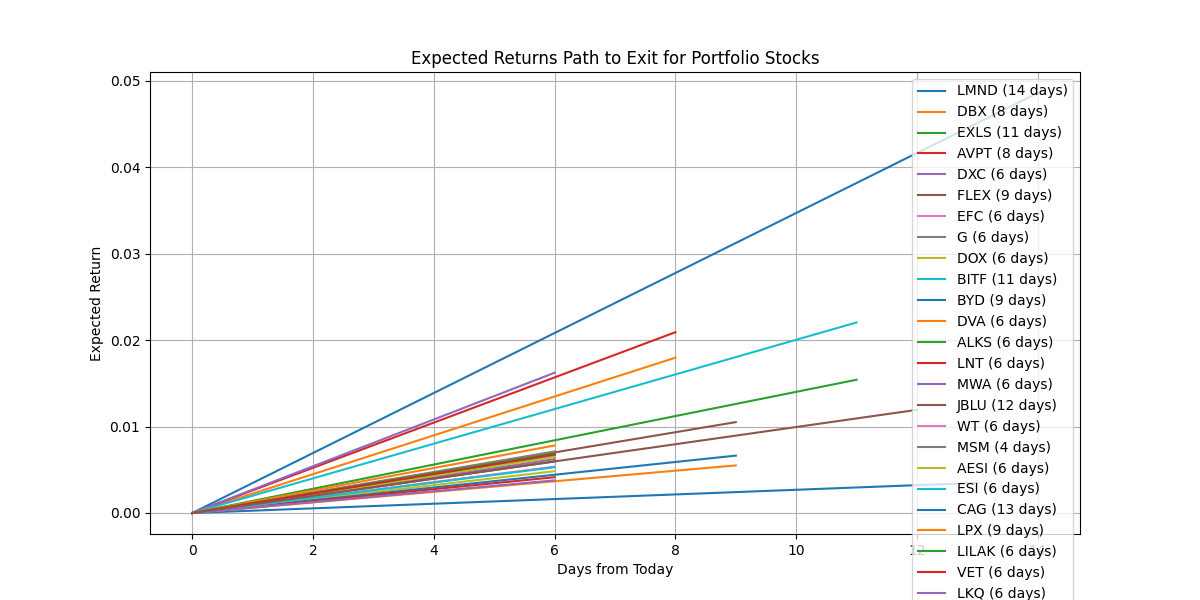 Expected Returns Path to Exit for Portfolio Stocks
0.05
0.04
0.03
0.02
0.01
0.00
Expected Return
0
2
4
6
8
10
12
Days from Today
LMND (14 days)
DBX (8 days)
EXLS (11 days)
AVPT (8 days)
DXC (6 days)
FLEX (9 days)
EFC (6 days)
G (6 days)
DOX (6 days)
BITF (11 days)
BYD (9 days)
DVA (6 days)
ALKS (6 days)
LNT (6 days)
MWA (6 days)
JBLU (12 days)
WT (6 days)
MSM (4 days)
AESI (6 days)
ESI (6 days)
CAG (13 days)
LPX (9 days)
LILAK (6 days)
VET (6 days)
LKQ (6 days)